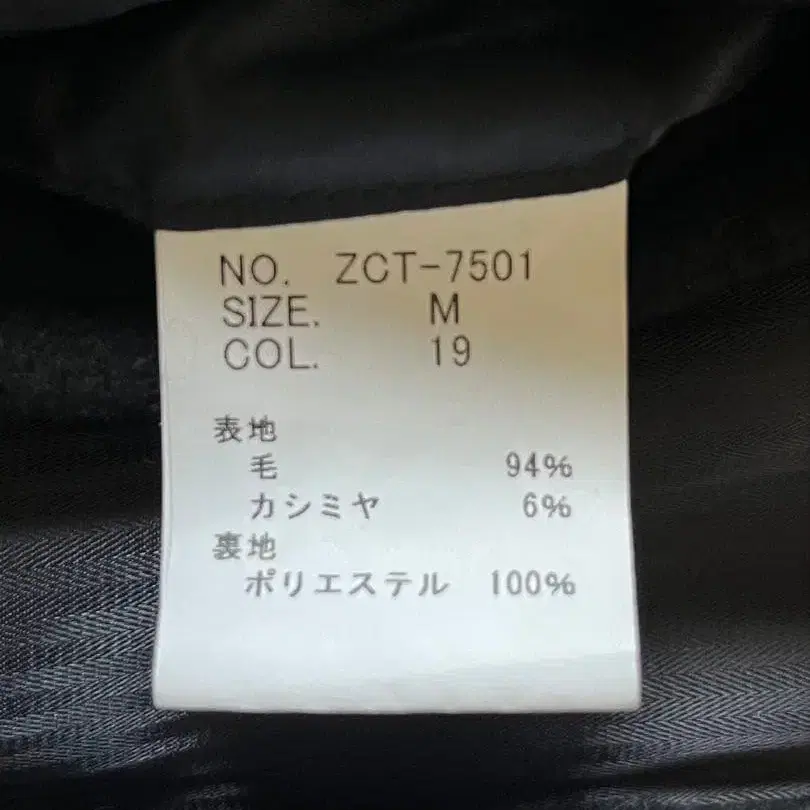 NO. ZCT-7501
SIZE. M
COL. 19
表地
毛 94%
カシミヤ 6%
裏地
ポリエステル 100%